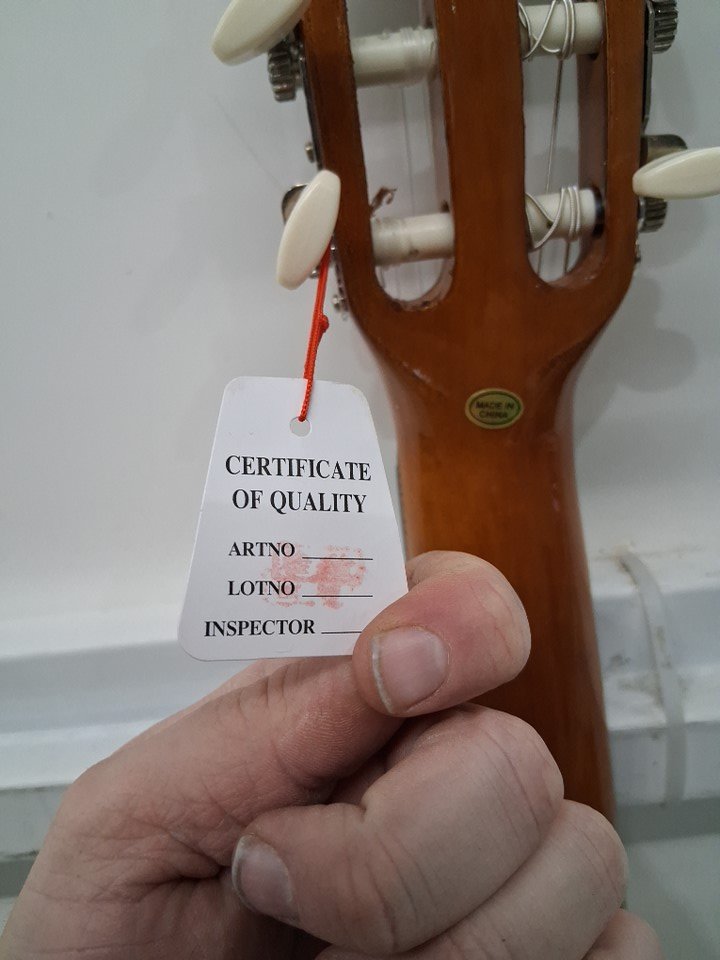 CERTIFICATE
OF QUALITY
ARTNO
LOTNO
INSPECTOR
MADE IN
CHINA